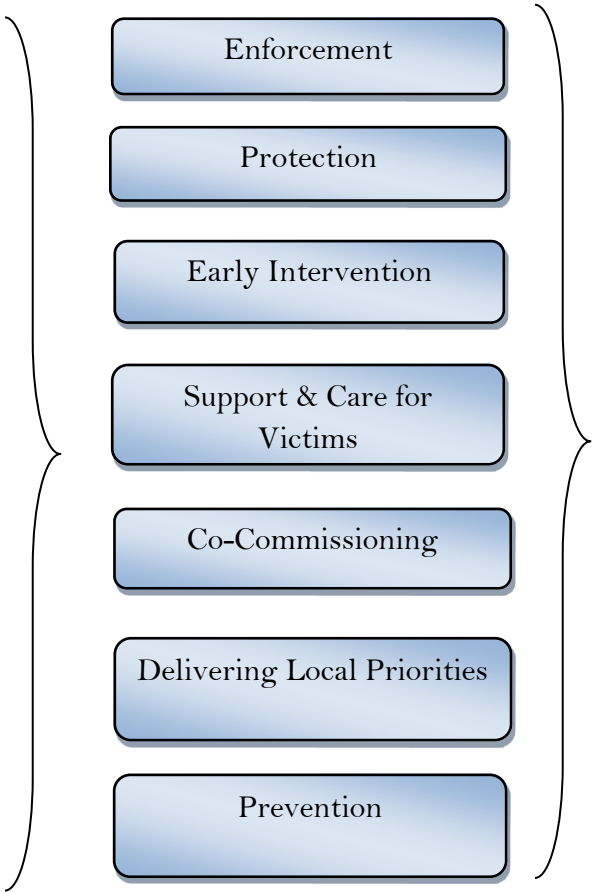 Enforcement
Protection
Early Intervention
Support & Care for
Victims
Co-Commissioning
Delivering Local Priorities
Prevention